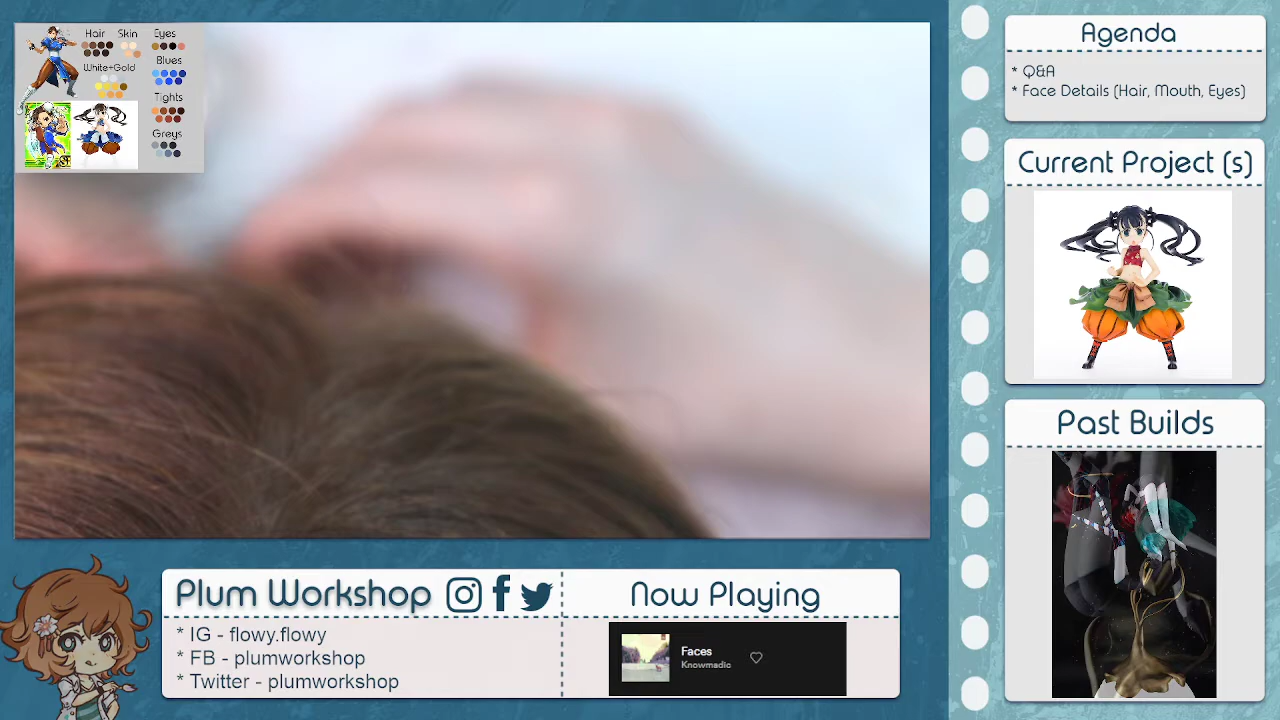 Hair Skin Eyes
White+Gold
Blues
Tights
Greys
Agenda
* Q&A
* Face Details (Hair, Mouth, Eyes)
Current Project (s)
Past Builds
Plum Workshop
* IG - flowy.flowy
* FB - plumworkshop
* Twitter - plumworkshop
Now Playing
Faces
Knowmadic